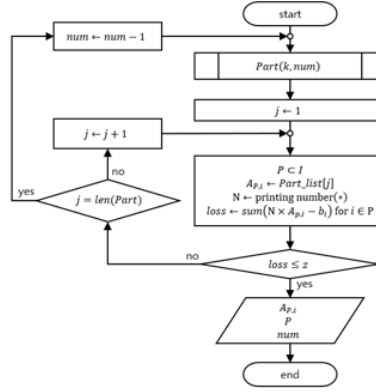 start
num ← num − 1
Part(k, num)
j ← 1
j ← j + 1
no
P ⊂ I
A_{P,i} ← Part_list[j]
N ← printing number(∗)
loss ← sum(N × A_{p,i} − b_i) for i ∈ P
yes
j = len(Part)
no
loss ≤ z
yes
A_{P,i}
P
num
end